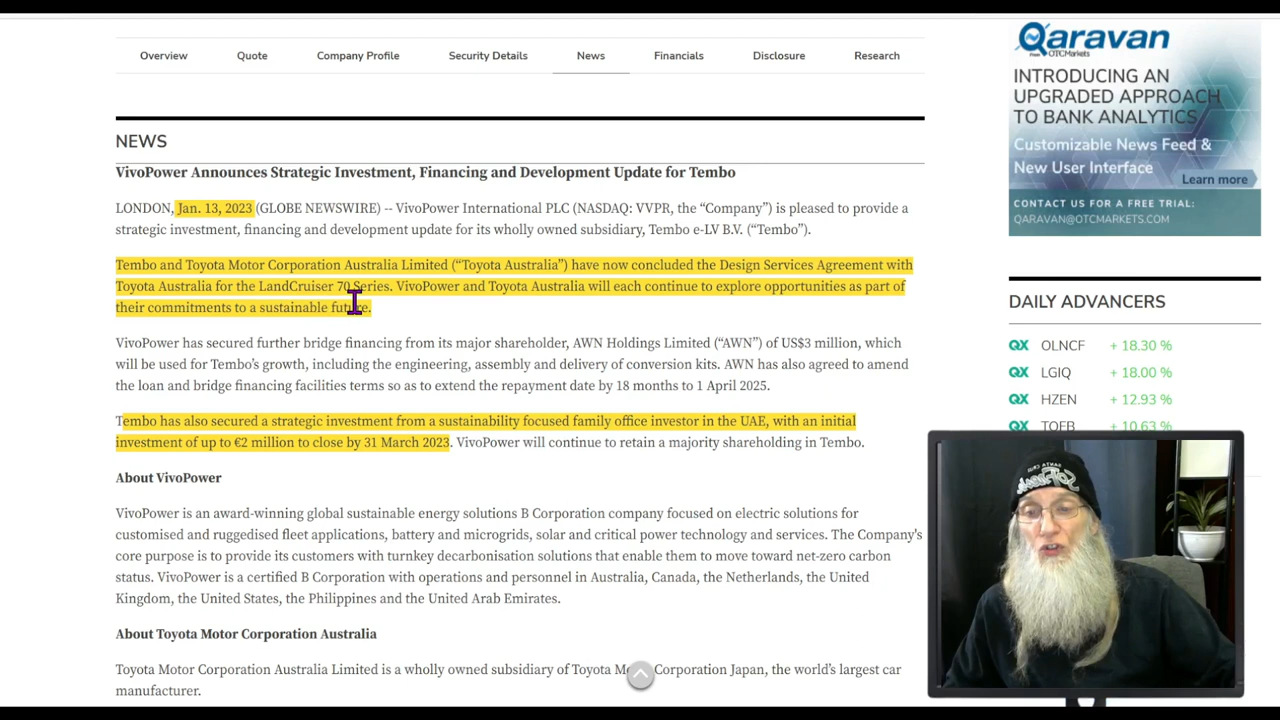 Overview Quote Company Profile Security Details News Financials Disclosure Research
NEWS
VivoPower Announces Strategic Investment, Financing and Development Update for Tembo
LONDON, Jan. 13, 2023 (GLOBE NEWSWIRE) -- VivoPower International PLC (NASDAQ: VVPR, the “Company”) is pleased to provide a
strategic investment, financing and development update for its wholly owned subsidiary, Tembo e-LV B.V. (“Tembo”).
Tembo and Toyota Motor Corporation Australia Limited (“Toyota Australia”) have now concluded the Design Services Agreement with
Toyota Australia for the LandCruiser 70 Series. VivoPower and Toyota Australia will each continue to explore opportunities as part of
their commitments to a sustainable future.
VivoPower has secured further bridge financing from its major shareholder, AWN Holdings Limited (“AWN”) of US$3 million, which
will be used for Tembo’s growth, including the engineering, assembly and delivery of conversion kits. AWN has also agreed to amend
the loan and bridge financing facilities terms so as to extend the repayment date by 18 months to 1 April 2025.
Tembo has also secured a strategic investment from a sustainability focused family office investor in the UAE, with an initial
investment of up to €2 million to close by 31 March 2023. VivoPower will continue to retain a majority shareholding in Tembo.
About VivoPower
VivoPower is an award-winning global sustainable energy solutions B Corporation company focused on electric solutions for
customised and ruggedised fleet applications, battery and microgrids, solar and critical power technology and services. The Company's
core purpose is to provide its customers with turnkey decarbonisation solutions that enable them to move toward net-zero carbon
status. VivoPower is a certified B Corporation with operations and personnel in Australia, Canada, the Netherlands, the United
Kingdom, the United States, the Philippines and the United Arab Emirates.
About Toyota Motor Corporation Australia
Toyota Motor Corporation Australia Limited is a wholly owned subsidiary of Toyota Corporation Japan, the world’s largest car
manufacturer.
Qaravan
OTCMarkets
INTRODUCING AN
UPGRADED APPROACH
TO BANK ANALYTICS
Customizable News Feed &
New User Interface
Learn more
CONTACT US FOR A FREE TRIAL:
QARAVAN@OTCMARKETS.COM
DAILY ADVANCERS
QX OLNCF + 18.30 %
QX LGIQ + 18.00 %
QX HZEN + 12.93 %
QX TOFB + 10.63 %
SANTA CRUZ